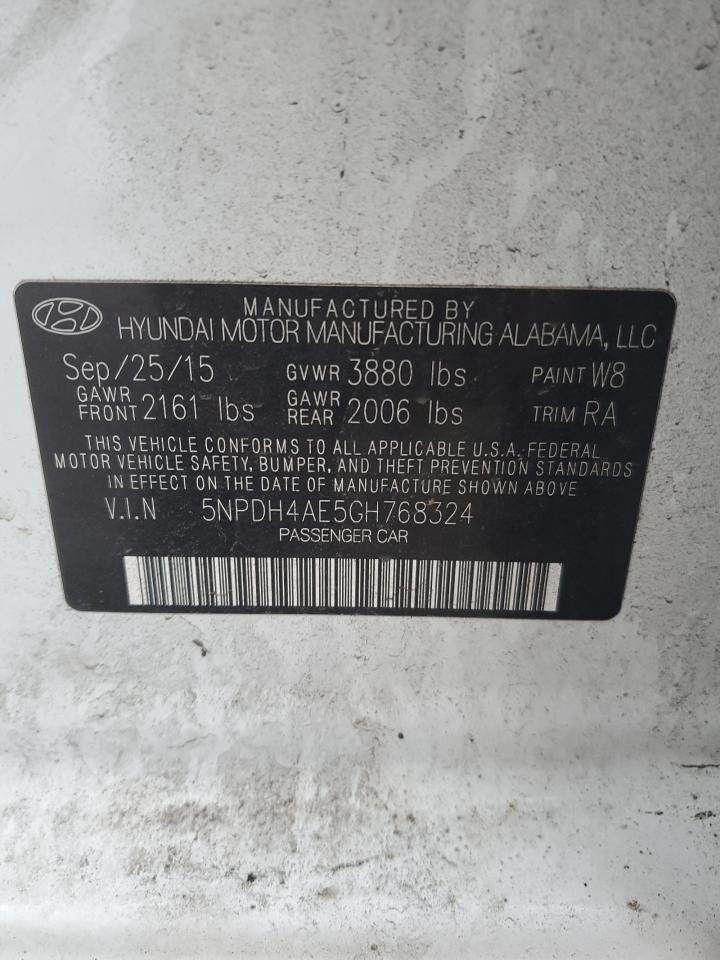 MANUFACTURED BY
HYUNDAI MOTOR MANUFACTURING ALABAMA, LLC
Sep/25/15 GVWR 3880 lbs PAINT W8
GAWR FRONT 2161 lbs GAWR REAR 2006 lbs TRIM RA
THIS VEHICLE CONFORMS TO ALL APPLICABLE U.S.A. FEDERAL
MOTOR VEHICLE SAFETY, BUMPER, AND THEFT PREVENTION STANDARDS
IN EFFECT ON THE DATE OF MANUFACTURE SHOWN ABOVE
V.I.N 5NPDH4AE5GH768324
PASSENGER CAR